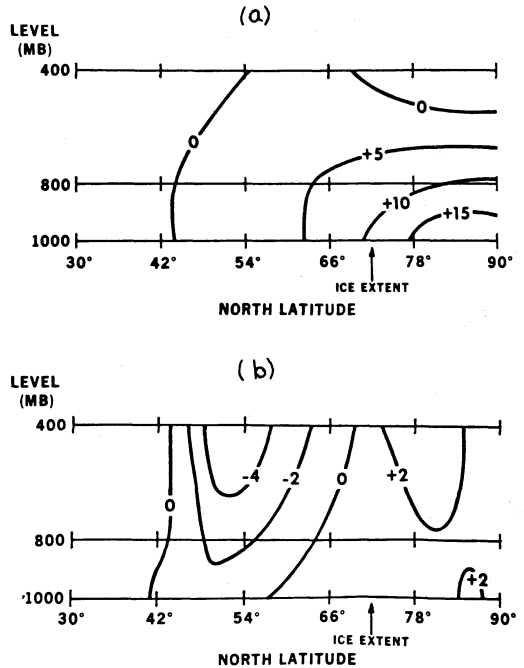 (a)
LEVEL
(MB)
400
0
0
+5
800
+10
+15
1000
30° 42° 54° 66° 78° 90°
ICE EXTENT
NORTH LATITUDE
(b)
LEVEL
(MB)
400
-4 -2 0 +2
0
800
+2
1000
30° 42° 54° 66° 78° 90°
ICE EXTENT
NORTH LATITUDE